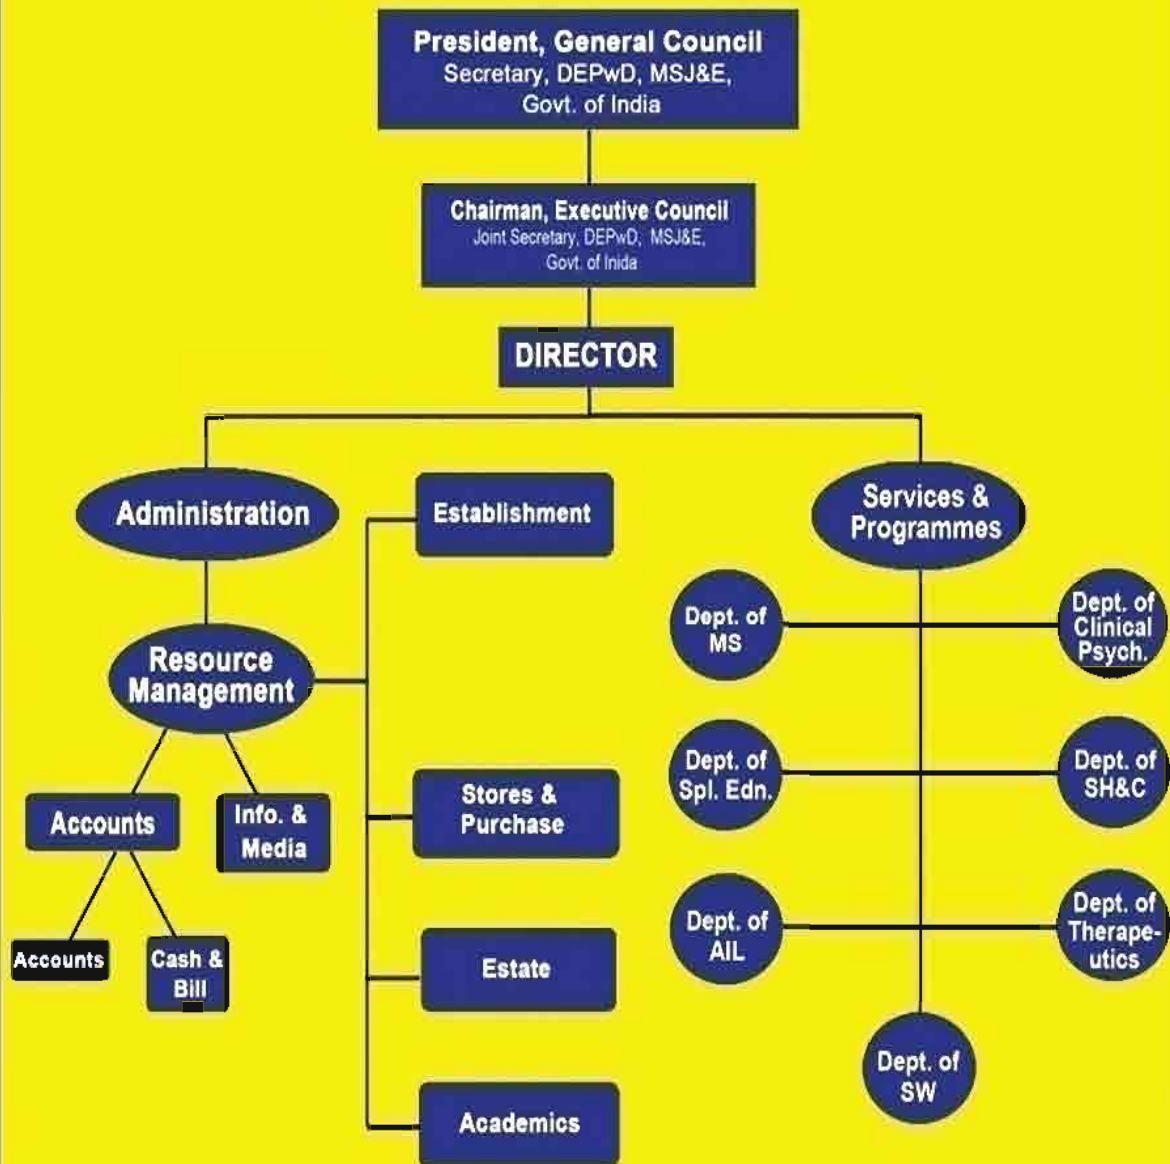 President, General Council
Secretary, DEPwD, MSJ&E,
Govt. of India
Chairman, Executive Council
Joint Secretary, DEPwD, MSJ&E,
Govt. of Inida
DIRECTOR
Administration
Establishment
Services &
Programmes
Resource
Management
Accounts
Info. &
Media
Accounts
Cash &
Bill
Stores &
Purchase
Estate
Academics
Dept. of
MS
Dept. of
Clinical
Psych.
Dept. of
Spl. Edn.
Dept. of
SH&C
Dept. of
AIL
Dept. of
Therape-
utics
Dept. of
SW